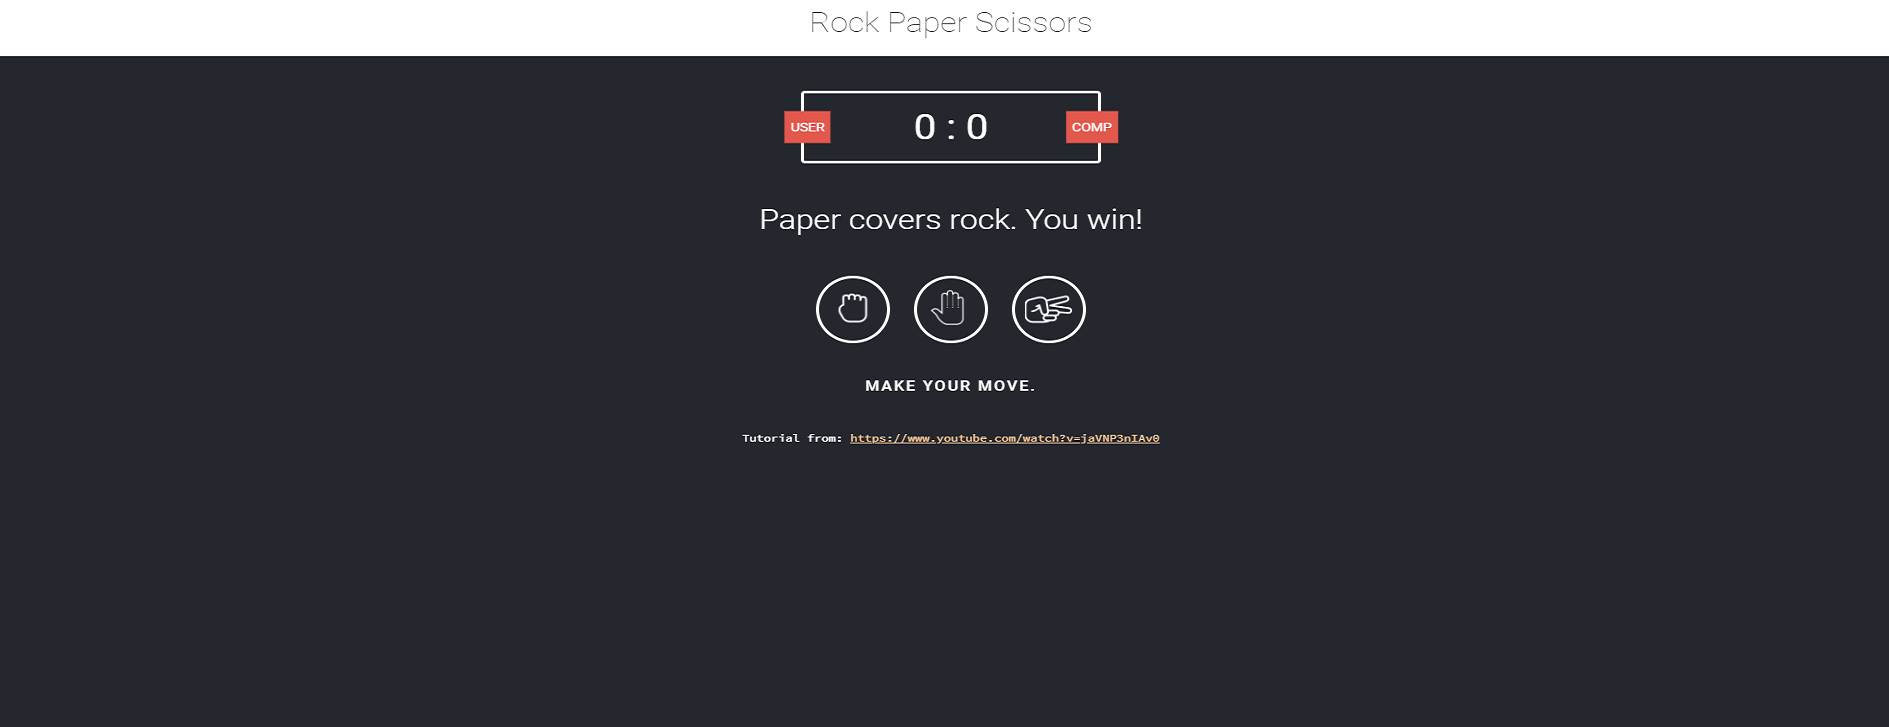 Rock Paper Scissors
USER 0 : 0 COMP
Paper covers rock. You win!
MAKE YOUR MOVE.
Tutorial from: https://www.youtube.com/watch?v=jaVNP3nIAv0